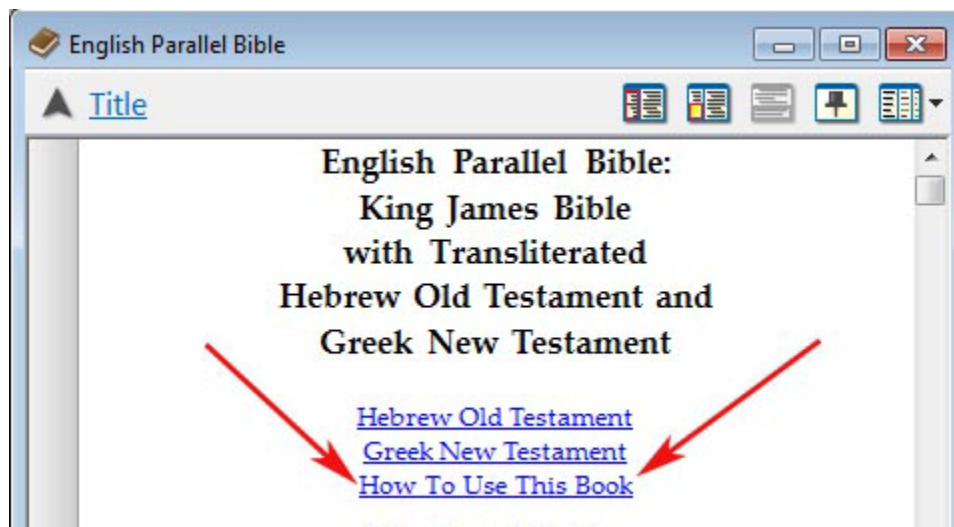 English Parallel Bible
Title
English Parallel Bible:
King James Bible
with Transliterated
Hebrew Old Testament and
Greek New Testament
Hebrew Old Testament
Greek New Testament
How To Use This Book